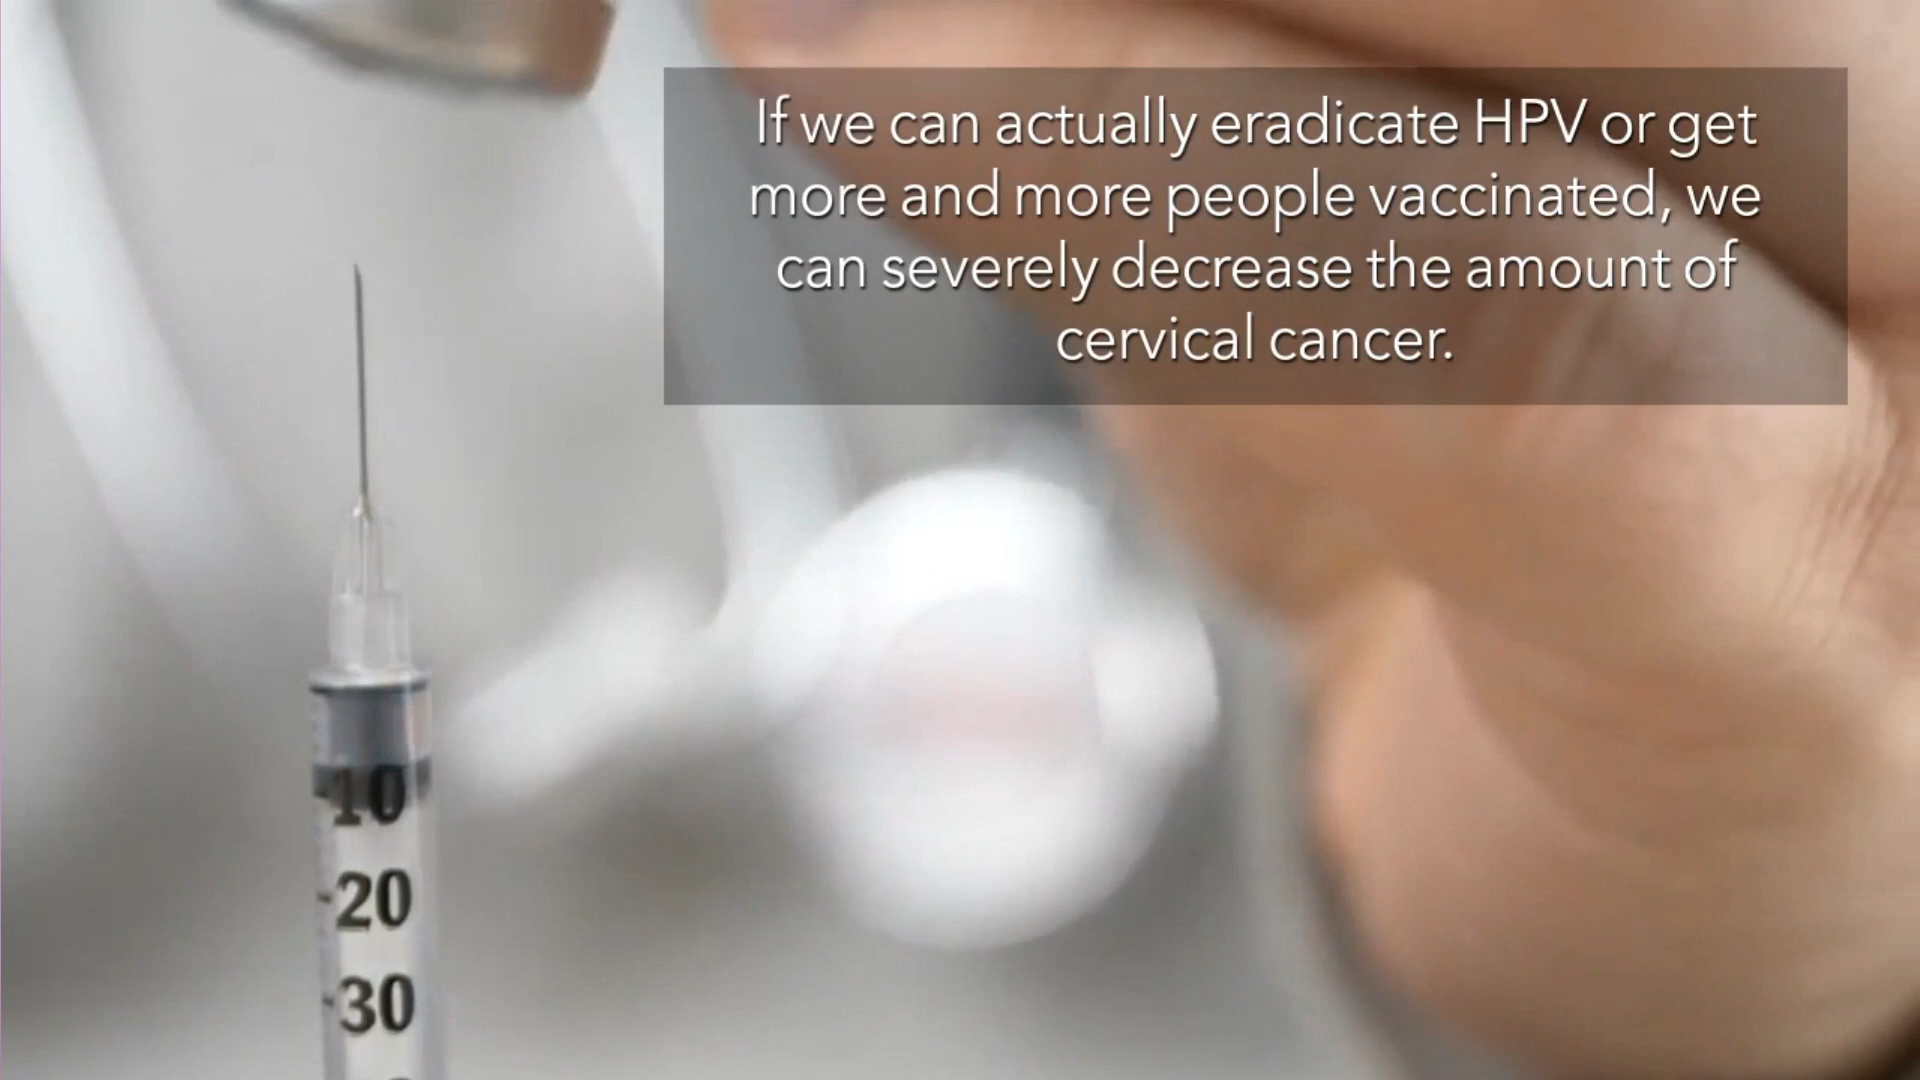 If we can actually eradicate HPV or get
more and more people vaccinated, we
can severely decrease the amount of
cervical cancer.
10
20
30